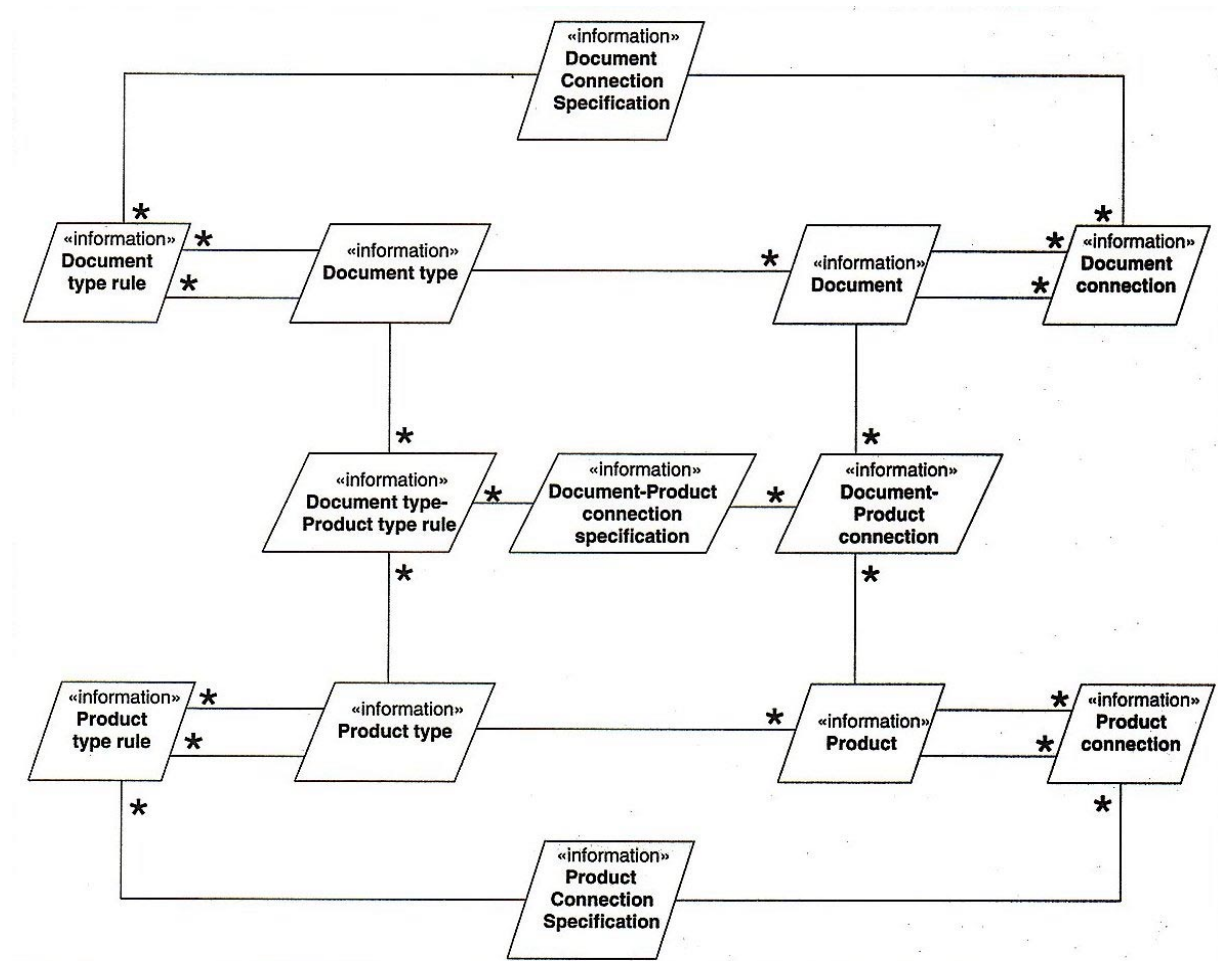 «information»
Document
Connection
Specification
*
*
«information»
Document
type rule
*
*
«information»
Document type
*
«information»
Document
*
*
«information»
Document
connection
*
*
«information»
Document type-
Product type rule
*
«information»
Document-Product
connection
specification
*
«information»
Document-
Product
connection
*
*
«information»
Product
type rule
*
*
«information»
Product type
*
«information»
Product
*
*
«information»
Product
connection
*
*
«information»
Product
Connection
Specification